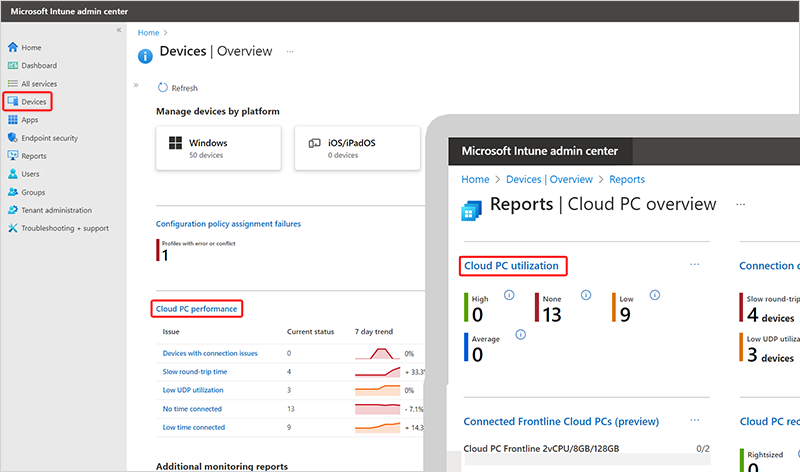 Microsoft Intune admin center
Home
Dashboard
All services
Devices
Apps
Endpoint security
Reports
Users
Groups
Tenant administration
Troubleshooting + support
Home
Devices | Overview
Refresh
Manage devices by platform
Windows
50 devices
iOS/iPadOS
0 devices
Configuration policy assignment failures
Profiles with error or conflict
1
Cloud PC performance
Issue Current status 7 day trend
Devices with connection issues 0 0%
Slow round-trip time 4 + 33.3%
Low UDP utilization 3 0%
No time connected 13 - 7.1%
Low time connected 9 + 14.3
Additional monitoring reports
Microsoft Intune admin center
Home > Devices | Overview > Reports
Reports | Cloud PC overview
Cloud PC utilization
High
0
None
13
Low
9
Average
0
Connection
Slow round-trip
4 devices
Low UDP
3 devices
Connected Frontline Cloud PCs (preview)
Cloud PC Frontline 2vCPU/8GB/128GB 0/2
Cloud PC
Rightsized
0